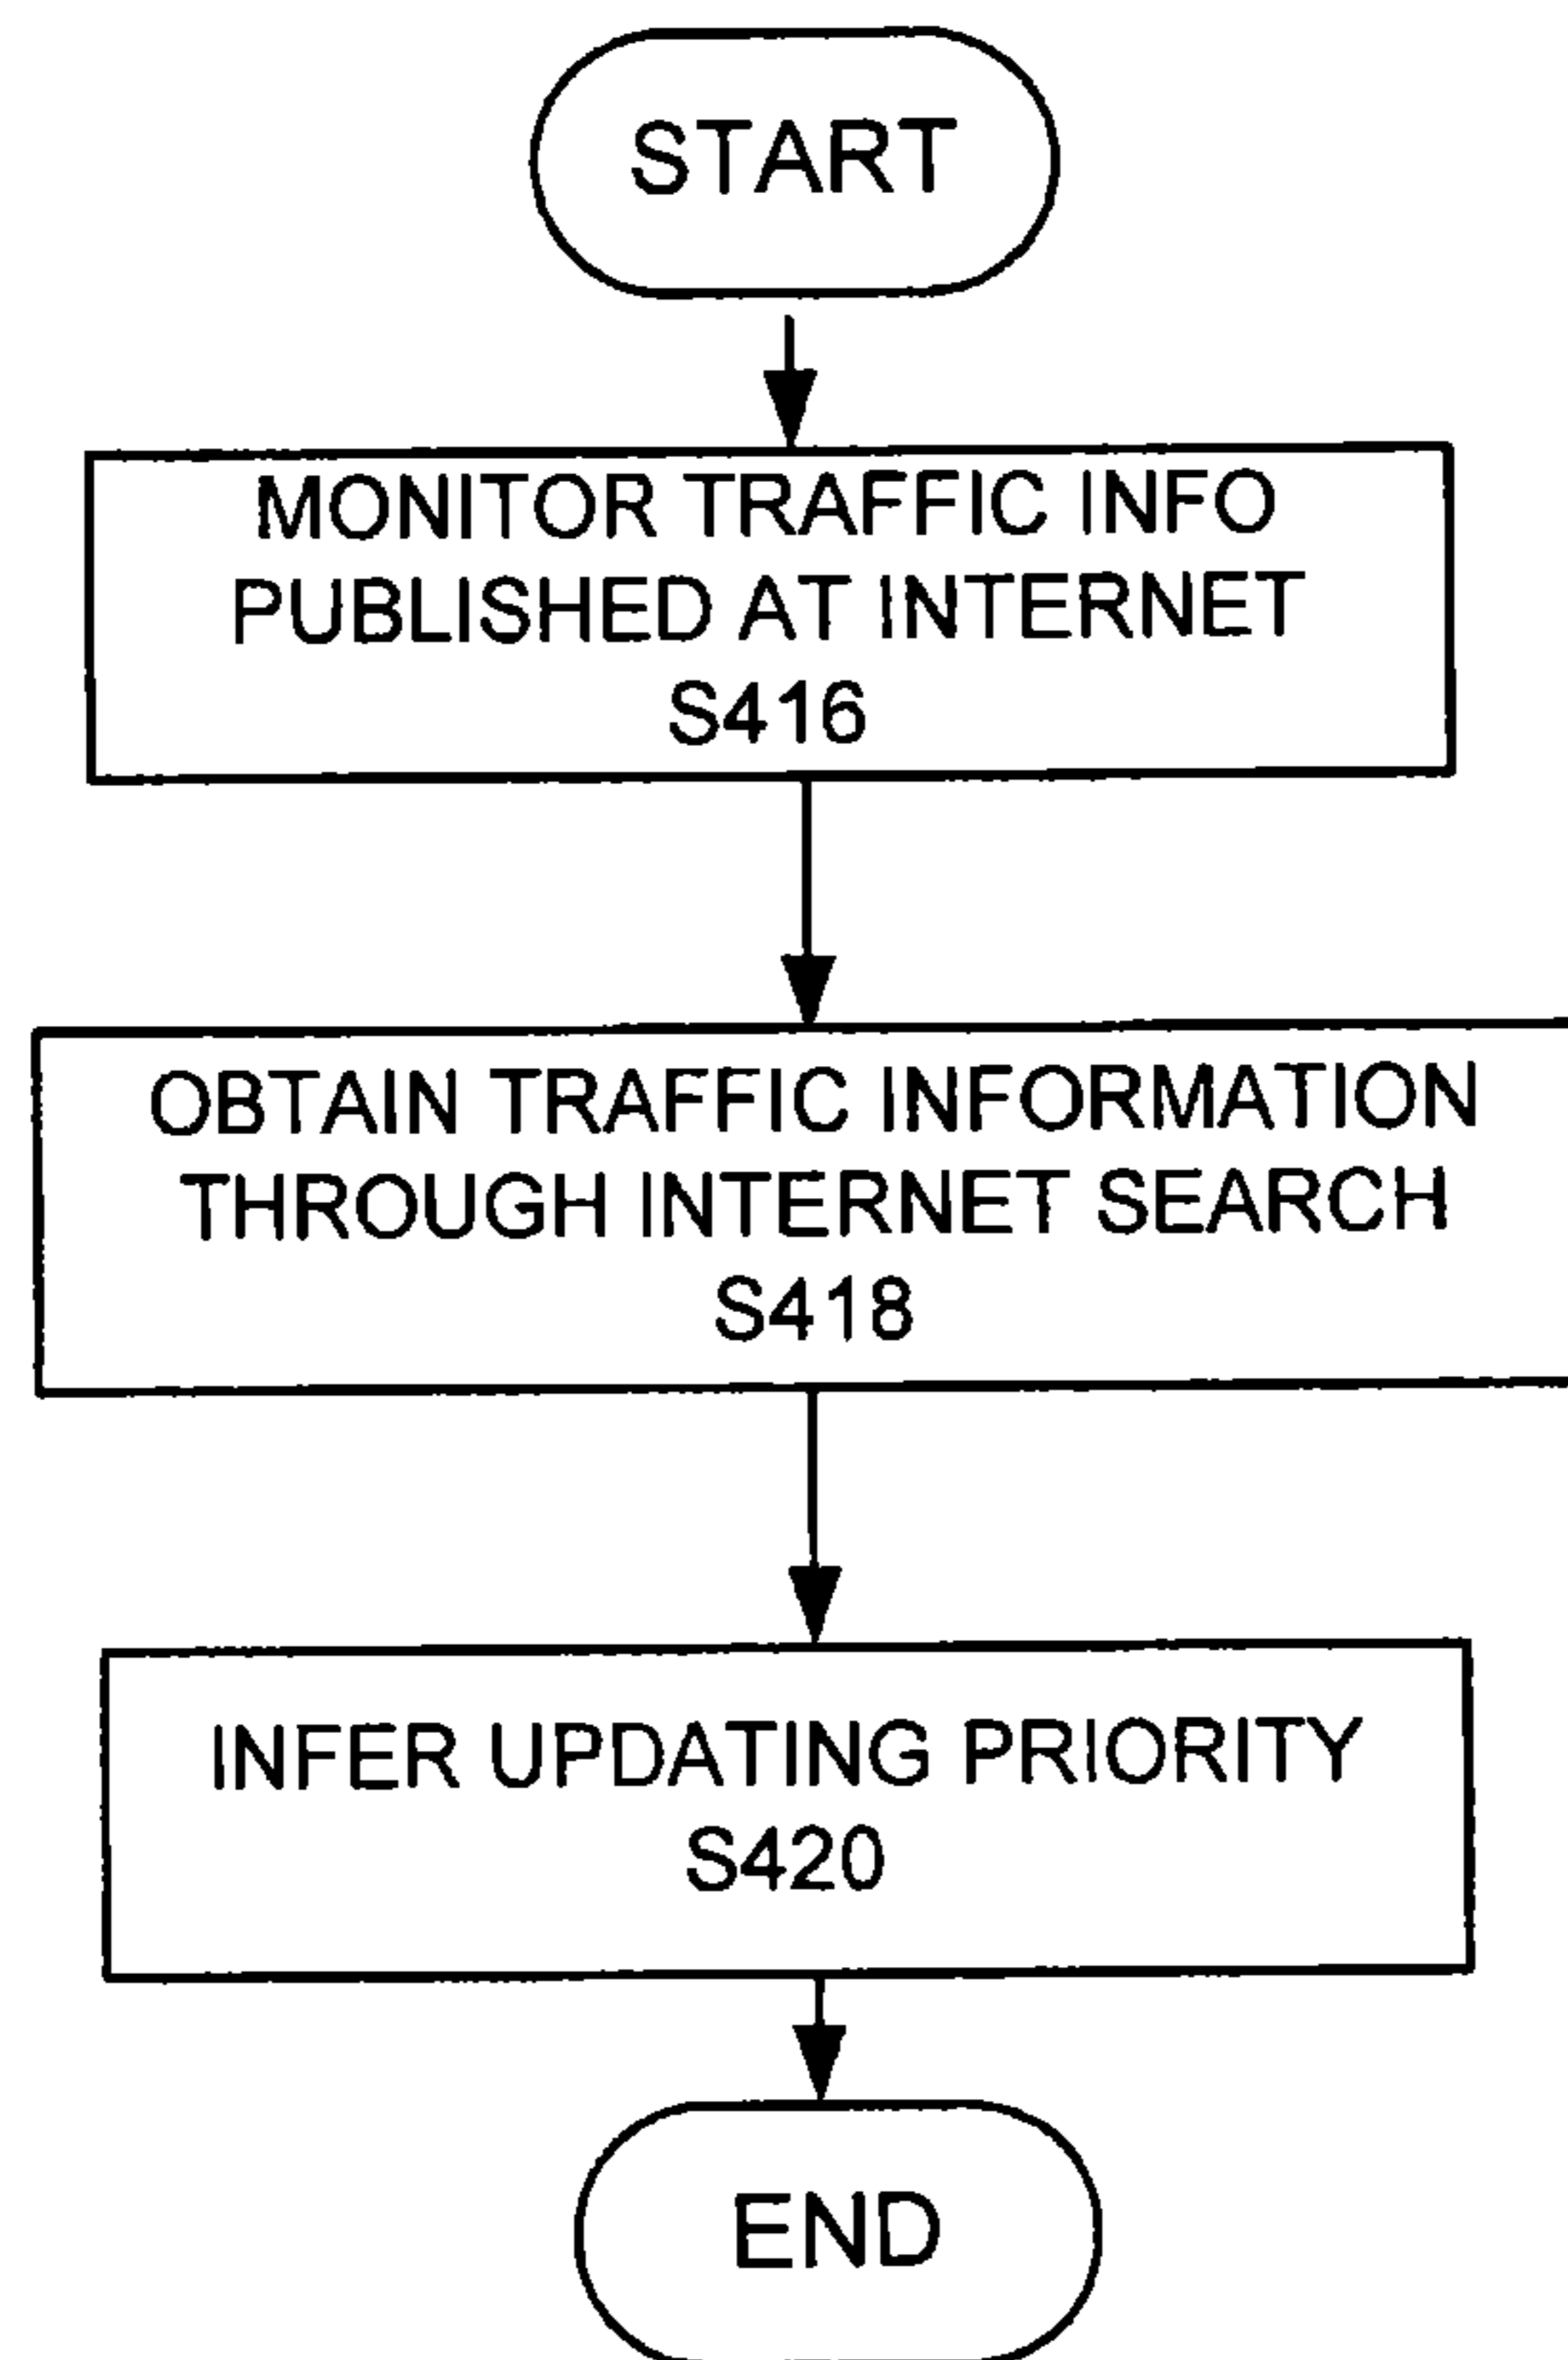 START
MONITOR TRAFFIC INFO
PUBLISHED AT INTERNET
S416
OBTAIN TRAFFIC INFORMATION
THROUGH INTERNET SEARCH
S418
INFER UPDATING PRIORITY
S420
END